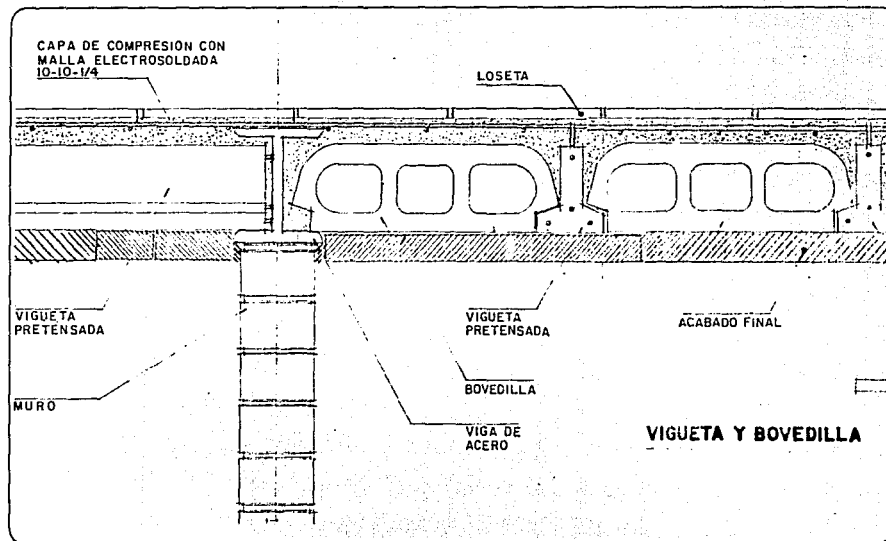 CAPA DE COMPRESION CON
MALLA ELECTROSOLDADA
10-10-1/4
LOSETA
VIGUETA
PRETENSADA
VIGUETA
PRETENSADA
ACABADO FINAL
MURO
BOVEDILLA
VIGA DE
ACERO
VIGUETA Y BOVEDILLA